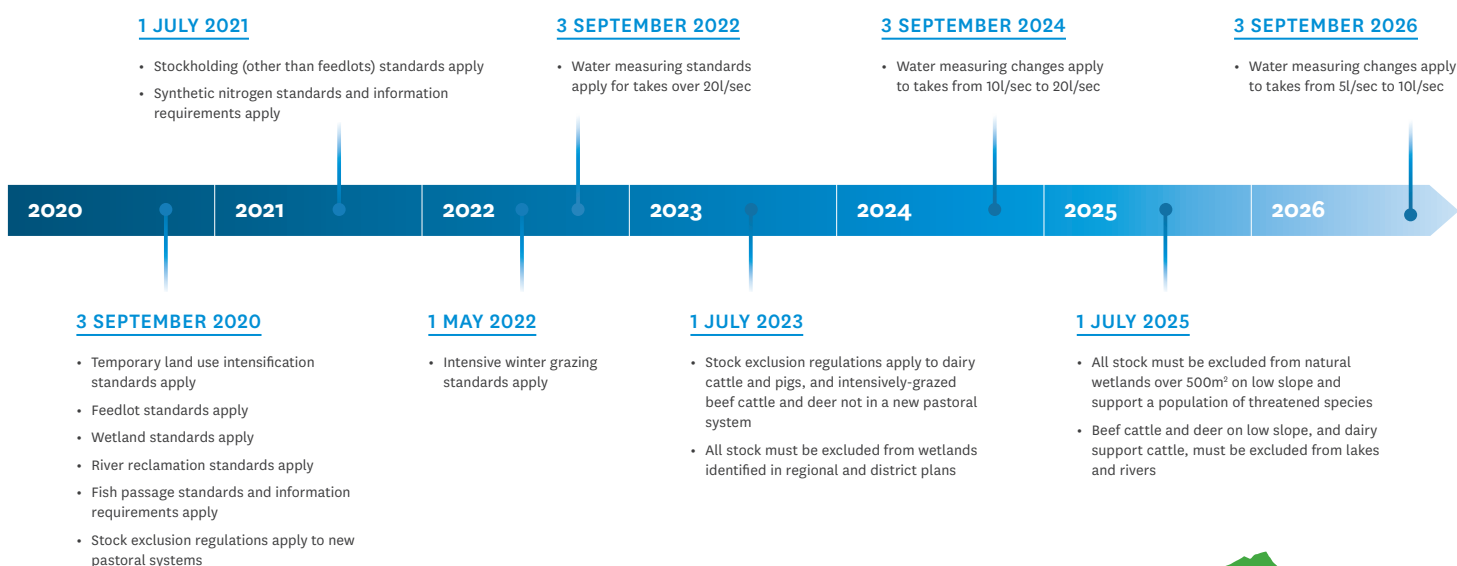 1 JULY 2021
• Stockholding (other than feedlots) standards apply
• Synthetic nitrogen standards and information
requirements apply
3 SEPTEMBER 2022
• Water measuring standards
apply for takes over 20l/sec
3 SEPTEMBER 2024
• Water measuring changes apply
to takes from 10l/sec to 20l/sec
3 SEPTEMBER 2026
• Water measuring changes apply
to takes from 5l/sec to 10l/sec
2020
2021
2022
2023
2024
2025
2026
3 SEPTEMBER 2020
• Temporary land use intensification
standards apply
• Feedlot standards apply
• Wetland standards apply
• River reclamation standards apply
• Fish passage standards and information
requirements apply
• Stock exclusion regulations apply to new
pastoral systems
1 MAY 2022
• Intensive winter grazing
standards apply
1 JULY 2023
• Stock exclusion regulations apply to dairy
cattle and pigs, and intensively-grazed
beef cattle and deer not in a new pastoral
system
• All stock must be excluded from wetlands
identified in regional and district plans
1 JULY 2025
• All stock must be excluded from natural
wetlands over 500m² on low slope and
support a population of threatened species
• Beef cattle and deer on low slope, and dairy
support cattle, must be excluded from lakes
and rivers